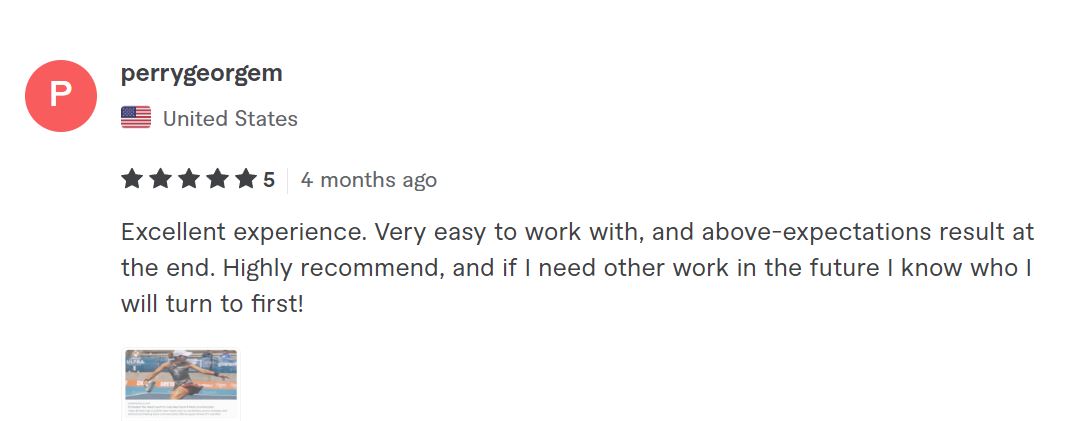 P
perrygeorgem
United States
5
4 months ago
Excellent experience. Very easy to work with, and above-expectations result at
the end. Highly recommend, and if I need other work in the future I know who I
will turn to first!
ULTRA